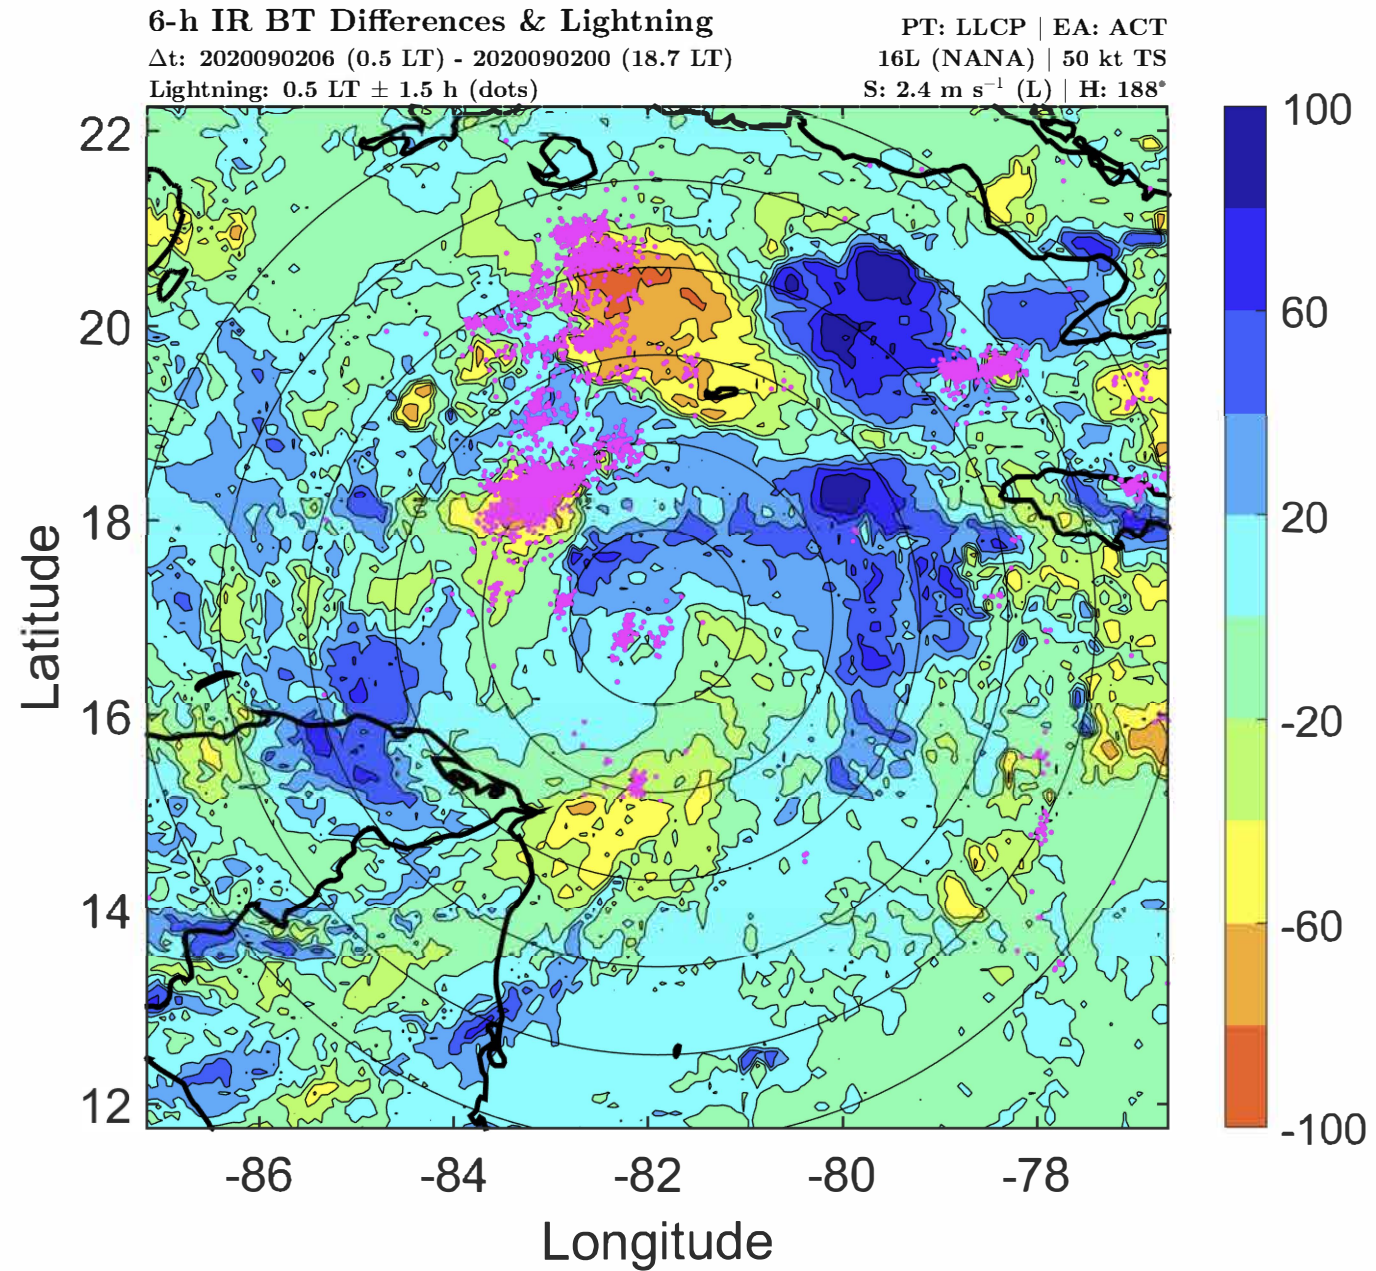 6-h IR BT Differences & Lightning
PT: LLCP | EA: ACT
Δt: 2020090206 (0.5 LT) - 2020090200 (18.7 LT)
16L (NANA) | 50 kt TS
Lightning: 0.5 LT ± 1.5 h (dots)
S: 2.4 m s⁻¹ (L) | H: 188°
22
20
18
16
14
12
Latitude
-86
-84
-82
-80
-78
Longitude
100
60
20
-20
-60
-100